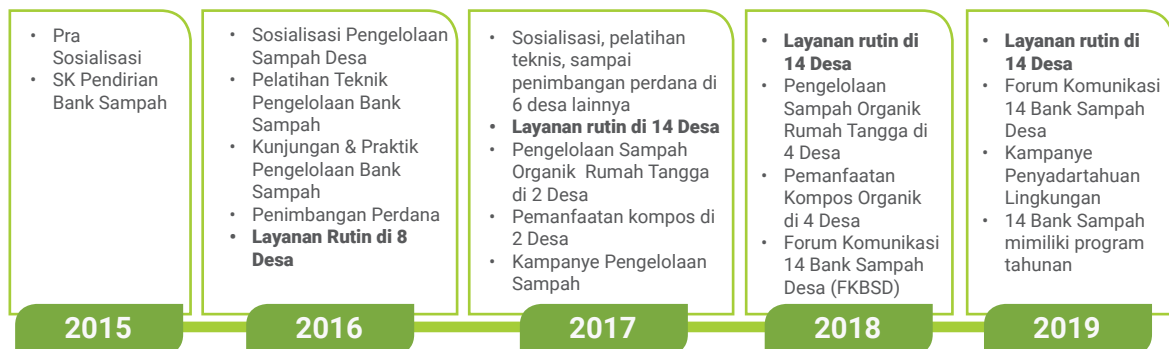 • Pra
Sosialisasi
• SK Pendirian
Bank Sampah
2015
• Sosialisasi Pengelolaan
Sampah Desa
• Pelatihan Teknik
Pengelolaan Bank
Sampah
• Kunjungan & Praktik
Pengelolaan Bank
Sampah
• Penimbangan Perdana
• Layanan Rutin di 8
Desa
2016
• Sosialisasi, pelatihan
teknis, sampai
penimbangan perdana di
6 desa lainnya
• Layanan rutin di 14 Desa
• Pengelolaan Sampah
Organik Rumah Tangga
di 2 Desa
• Pemanfaatan kompos di
2 Desa
• Kampanye Pengelolaan
Sampah
2017
• Layanan rutin di
14 Desa
• Pengelolaan
Sampah Organik
Rumah Tangga di
4 Desa
• Pemanfaatan
Kompos Organik
di 4 Desa
• Forum Komunikasi
14 Bank Sampah
Desa (FKBSD)
2018
• Layanan rutin di
14 Desa
• Forum Komunikasi
14 Bank Sampah
Desa
• Kampanye
Penyadartahuan
Lingkungan
• 14 Bank Sampah
mimiliki program
tahunan
2019